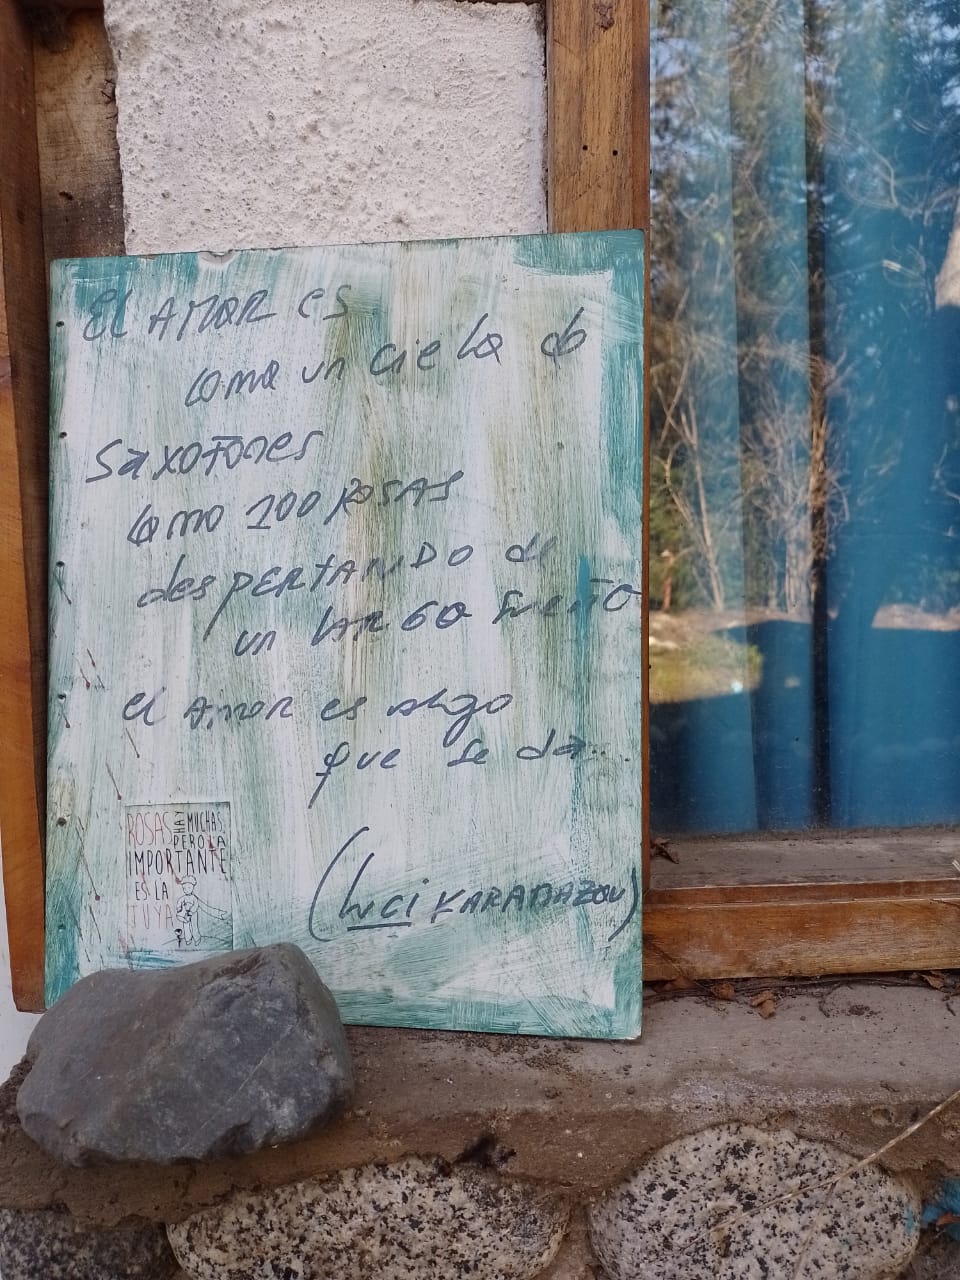 El AMOR es
como un cielo do
saxofones
como 100 ROSAS
desPERTANDO de
un LARGO sueño
el Amor es algo
que se da...
(Luci KARAMAZOV)
ROSAS HAY MUCHAS,
PERO LA
IMPORTANTE
ES LA
TUYA